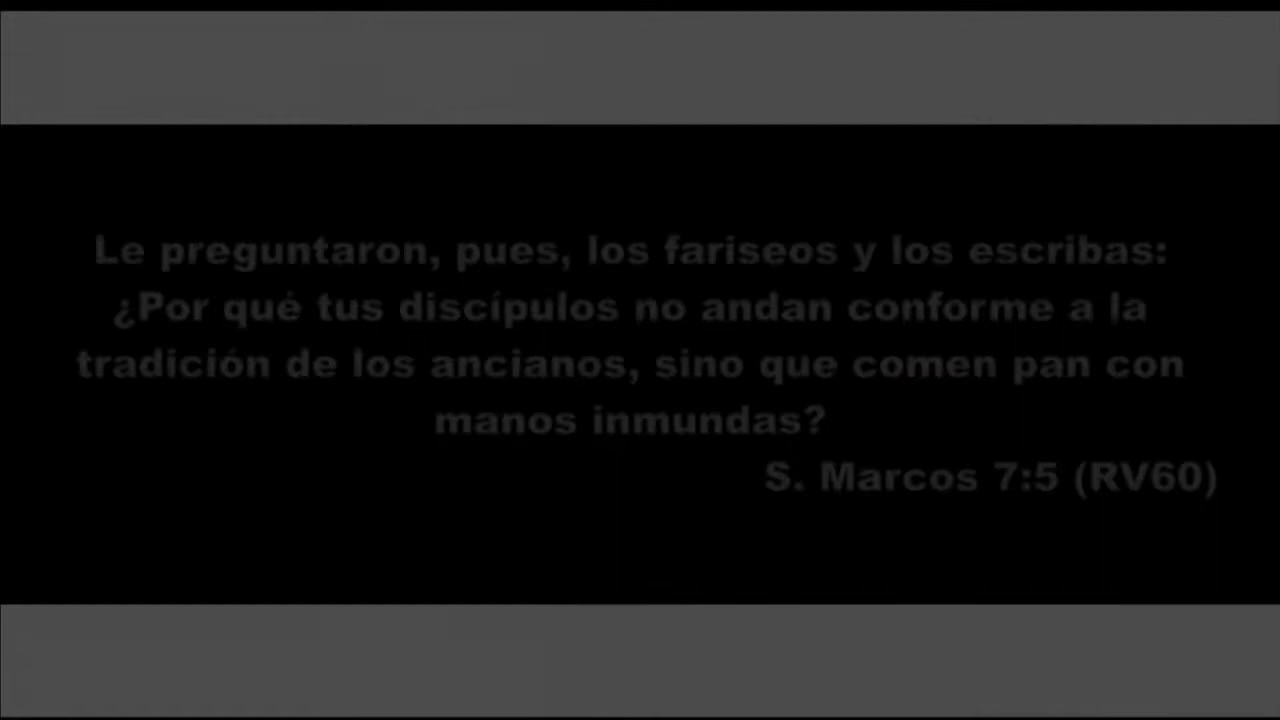 Le preguntaron, pues, los fariseos y los escribas:
¿Por qué tus discípulos no andan conforme a la
tradición de los ancianos, sino que comen pan con
manos inmundas?
S. Marcos 7:5 (RV60)